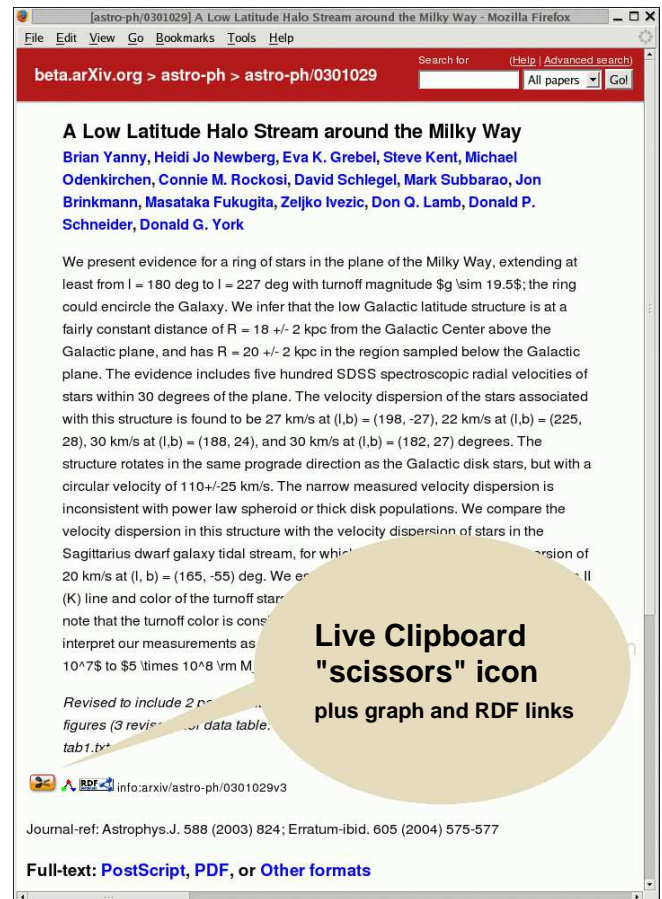 [astro-ph/0301029] A Low Latitude Halo Stream around the Milky Way - Mozilla Firefox
File Edit View Go Bookmarks Tools Help
Search for (Help | Advanced search)
beta.arXiv.org > astro-ph > astro-ph/0301029
All papers Go!
A Low Latitude Halo Stream around the Milky Way
Brian Yanny, Heidi Jo Newberg, Eva K. Grebel, Steve Kent, Michael
Odenkirchen, Connie M. Rockosi, David Schlegel, Mark Subbarao, Jon
Brinkmann, Masataka Fukugita, Zeljko Ivezic, Don Q. Lamb, Donald P.
Schneider, Donald G. York
We present evidence for a ring of stars in the plane of the Milky Way, extending at
least from l = 180 deg to l = 227 deg with turnoff magnitude $g \sim 19.5$; the ring
could encircle the Galaxy. We infer that the low Galactic latitude structure is at a
fairly constant distance of R = 18 +/- 2 kpc from the Galactic Center above the
Galactic plane, and has R = 20 +/- 2 kpc in the region sampled below the Galactic
plane. The evidence includes five hundred SDSS spectroscopic radial velocities of
stars within 30 degrees of the plane. The velocity dispersion of the stars associated
with this structure is found to be 27 km/s at (l,b) = (198, -27), 22 km/s at (l,b) = (225,
28), 30 km/s at (l,b) = (188, 24), and 30 km/s at (l,b) = (182, 27) degrees. The
structure rotates in the same prograde direction as the Galactic disk stars, but with a
circular velocity of 110+/-25 km/s. The narrow measured velocity dispersion is
inconsistent with power law spheroid or thick disk populations. We compare the
velocity dispersion in this structure with the velocity dispersion of stars in the
Sagittarius dwarf galaxy tidal stream, for which
20 km/s at (l, b) = (165, -55) deg. We II
(K) line and color of the turnoff stars
note that the turnoff color is
interpret our measurements as
10^7$ to $5 \times 10^8 \rm M
Live Clipboard
"scissors" icon
plus graph and RDF links
Revised to include 2
figures (3 data table:
tab1.txt
RDF info:arxiv/astro-ph/0301029v3
Journal-ref: Astrophys.J. 588 (2003) 824; Erratum-ibid. 605 (2004) 575-577
Full-text: PostScript, PDF, or Other formats